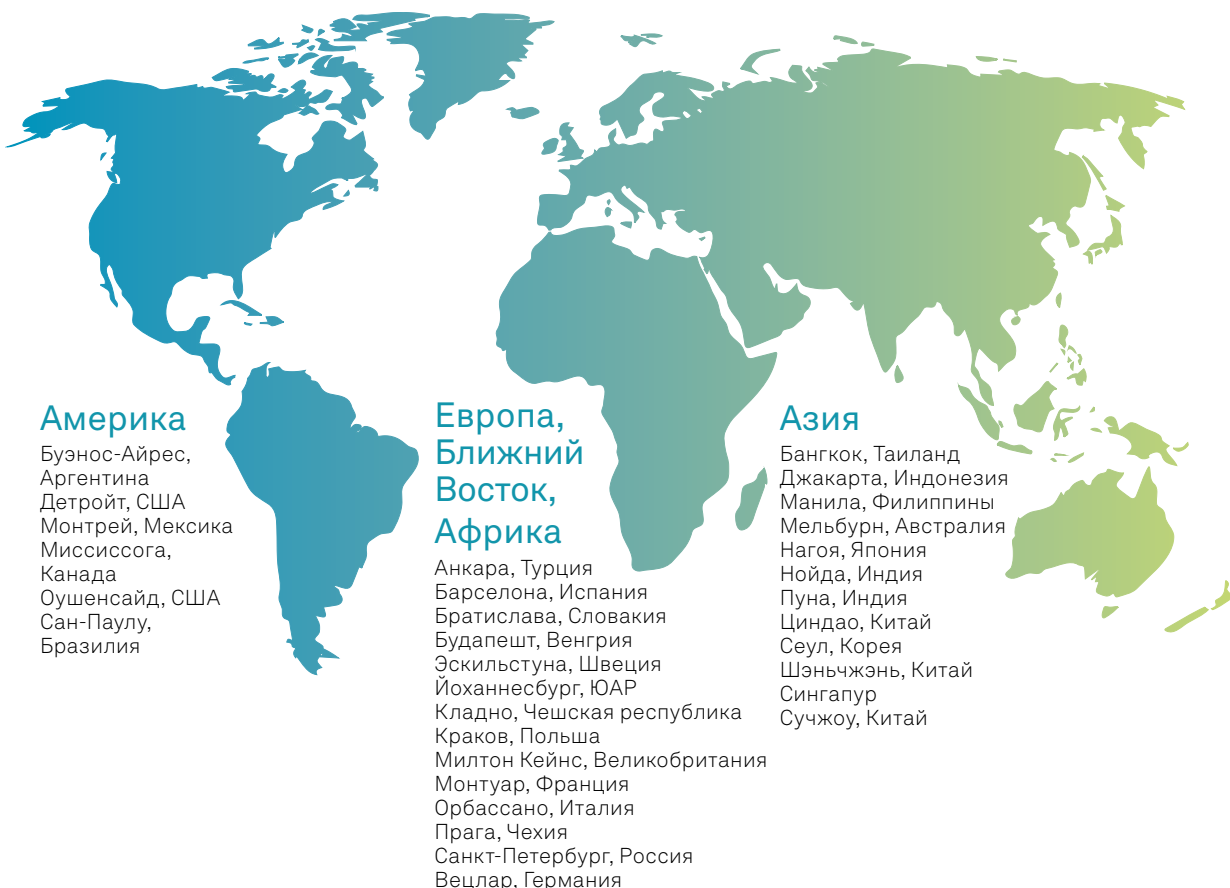 Америка
Буэнос-Айрес,
Аргентина
Детройт, США
Монтрей, Мексика
Миссиссога,
Канада
Оушенсайд, США
Сан-Паулу,
Бразилия
Европа,
Ближний
Восток,
Африка
Анкара, Турция
Барселона, Испания
Братислава, Словакия
Будапешт, Венгрия
Эскильстуна, Швеция
Йоханнесбург, ЮАР
Кладно, Чешская республика
Краков, Польша
Милтон Кейнс, Великобритания
Монтуар, Франция
Орбассано, Италия
Прага, Чехия
Санкт-Петербург, Россия
Вецлар, Германия
Азия
Бангкок, Таиланд
Джакарта, Индонезия
Манила, Филиппины
Мельбурн, Австралия
Нагоя, Япония
Нойда, Индия
Пуна, Индия
Циндао, Китай
Сеул, Корея
Шэньчжэнь, Китай
Сингапур
Сучжоу, Китай